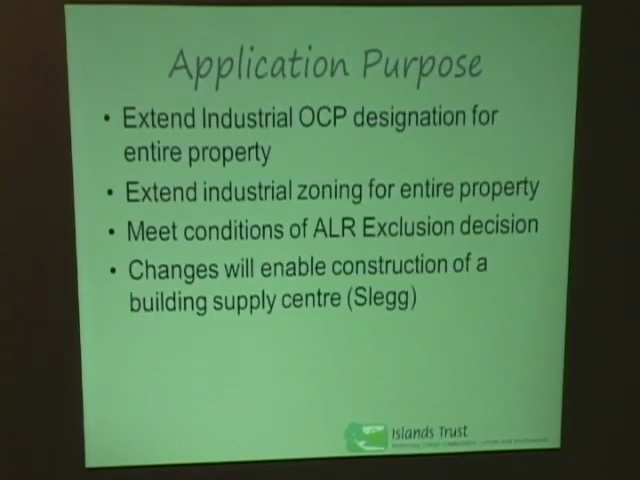 Application Purpose
• Extend Industrial OCP designation for
entire property
• Extend industrial zoning for entire property
• Meet conditions of ALR Exclusion decision
• Changes will enable construction of a
building supply centre (Slegg)
Islands Trust